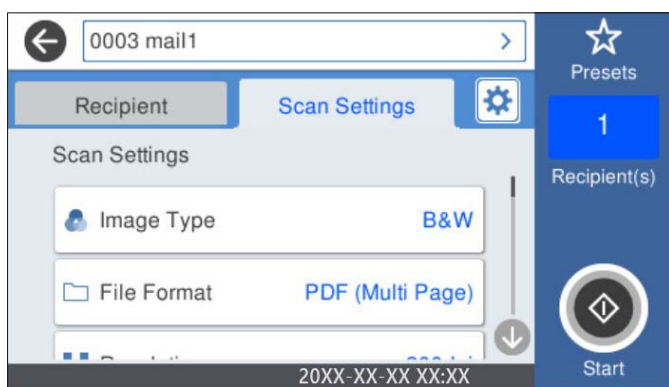 0003 mail1
Presets
Recipient
Scan Settings
1
Recipient(s)
Scan Settings
Image Type
B&W
File Format
PDF (Multi Page)
20XX-XX-XX XX:XX
Start